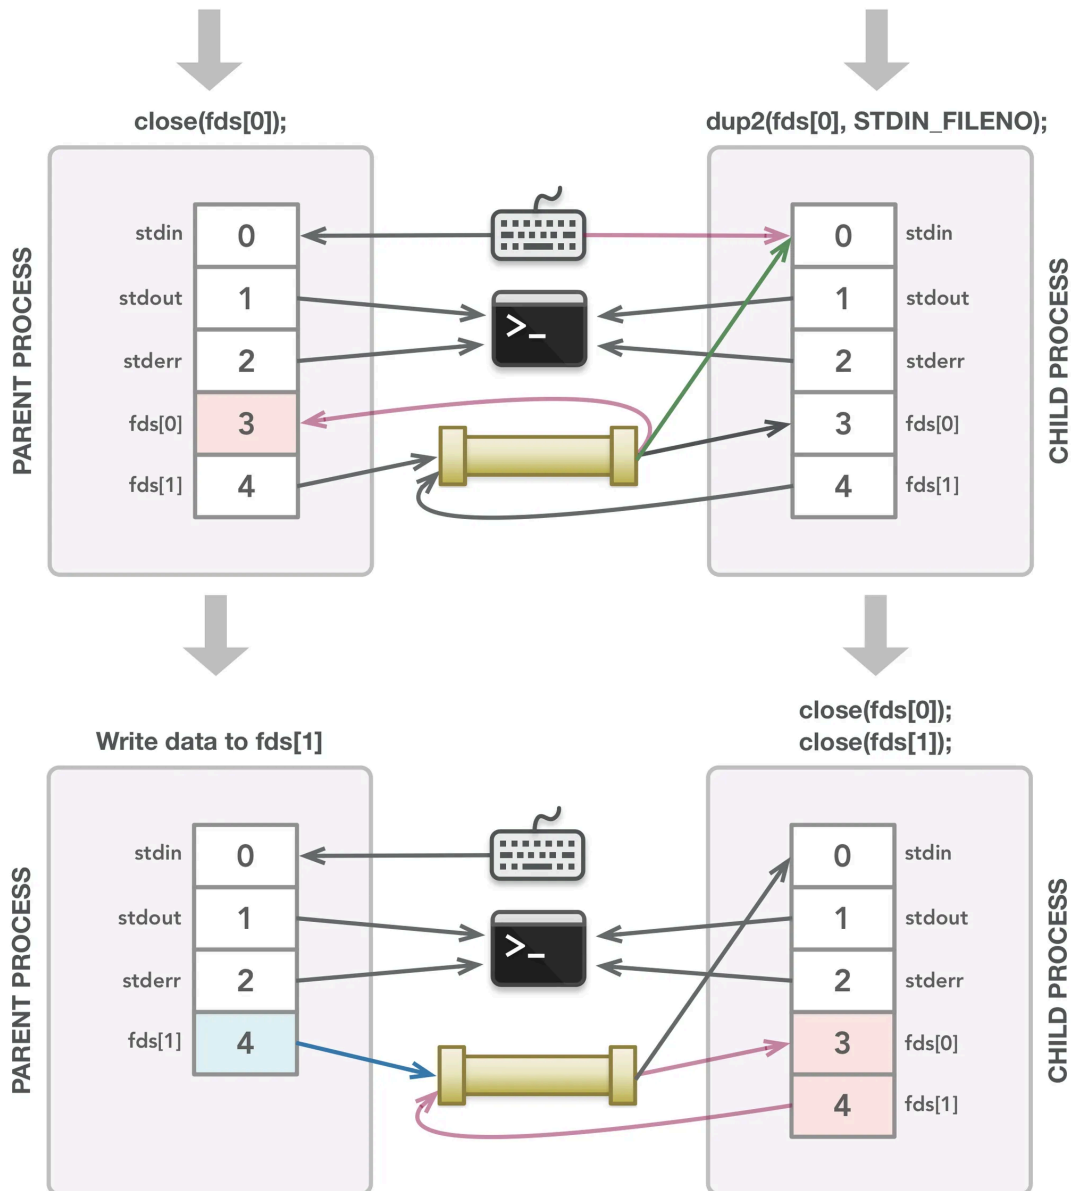 close(fds[0]);
dup2(fds[0], STDIN_FILENO);
PARENT PROCESS
stdin 0
stdout 1
stderr 2
fds[0] 3
fds[1] 4
>_
0 stdin
1 stdout
2 stderr
3 fds[0]
4 fds[1]
CHILD PROCESS
Write data to fds[1]
close(fds[0]);
close(fds[1]);
PARENT PROCESS
stdin 0
stdout 1
stderr 2
fds[1] 4
>_
0 stdin
1 stdout
2 stderr
3 fds[0]
4 fds[1]
CHILD PROCESS